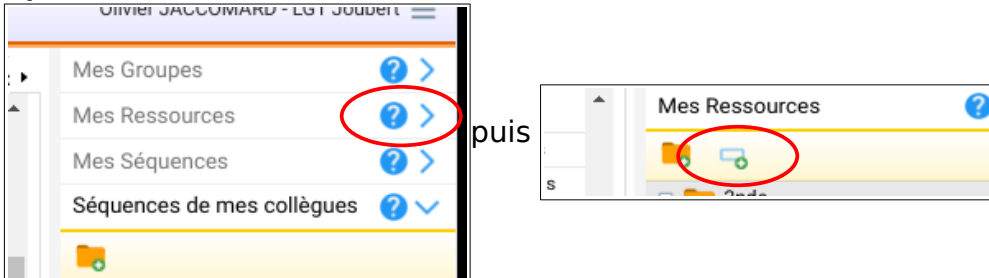 Olivier JACCOMARD - LGT Joubert
Mes Groupes
Mes Ressources
Mes Séquences
Séquences de mes collègues
puis
Mes Ressources
s
2nde